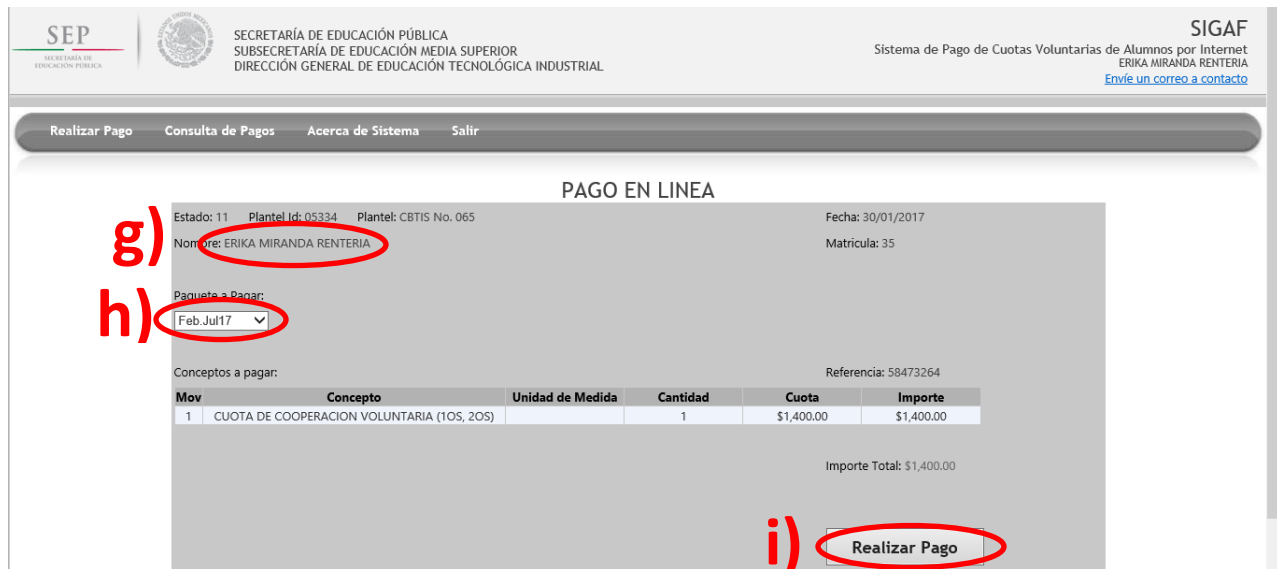 SEP
SECRETARÍA DE
EDUCACIÓN PÚBLICA
SECRETARÍA DE EDUCACIÓN PÚBLICA
SUBSECRETARÍA DE EDUCACIÓN MEDIA SUPERIOR
DIRECCIÓN GENERAL DE EDUCACIÓN TECNOLÓGICA INDUSTRIAL
SIGAF
Sistema de Pago de Cuotas Voluntarias de Alumnos por Internet
ERIKA MIRANDA RENTERIA
Envíe un correo a contacto
Realizar Pago Consulta de Pagos Acerca de Sistema Salir
PAGO EN LINEA
Estado: 11 Plantel Id: 05334 Plantel: CBTIS No. 065 Fecha: 30/01/2017
g) Nombre: ERIKA MIRANDA RENTERIA Matricula: 35
Paquete a Pagar:
h) Feb.Jul17
Conceptos a pagar: Referencia: 58473264
Mov Concepto Unidad de Medida Cantidad Cuota Importe
1 CUOTA DE COOPERACION VOLUNTARIA (1OS, 2OS) 1 $1,400.00 $1,400.00
Importe Total: $1,400.00
i) Realizar Pago